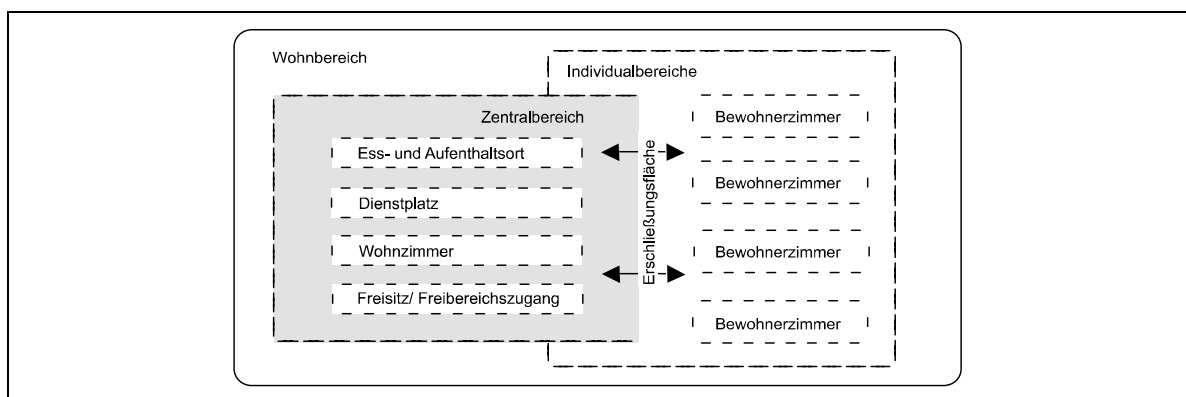 Wohnbereich
Individualbereiche
Zentralbereich
Ess- und Aufenthaltsort
Dienstplatz
Wohnzimmer
Freisitz/ Freibereichszugang
Erschließungsfläche
Bewohnerzimmer
Bewohnerzimmer
Bewohnerzimmer
Bewohnerzimmer